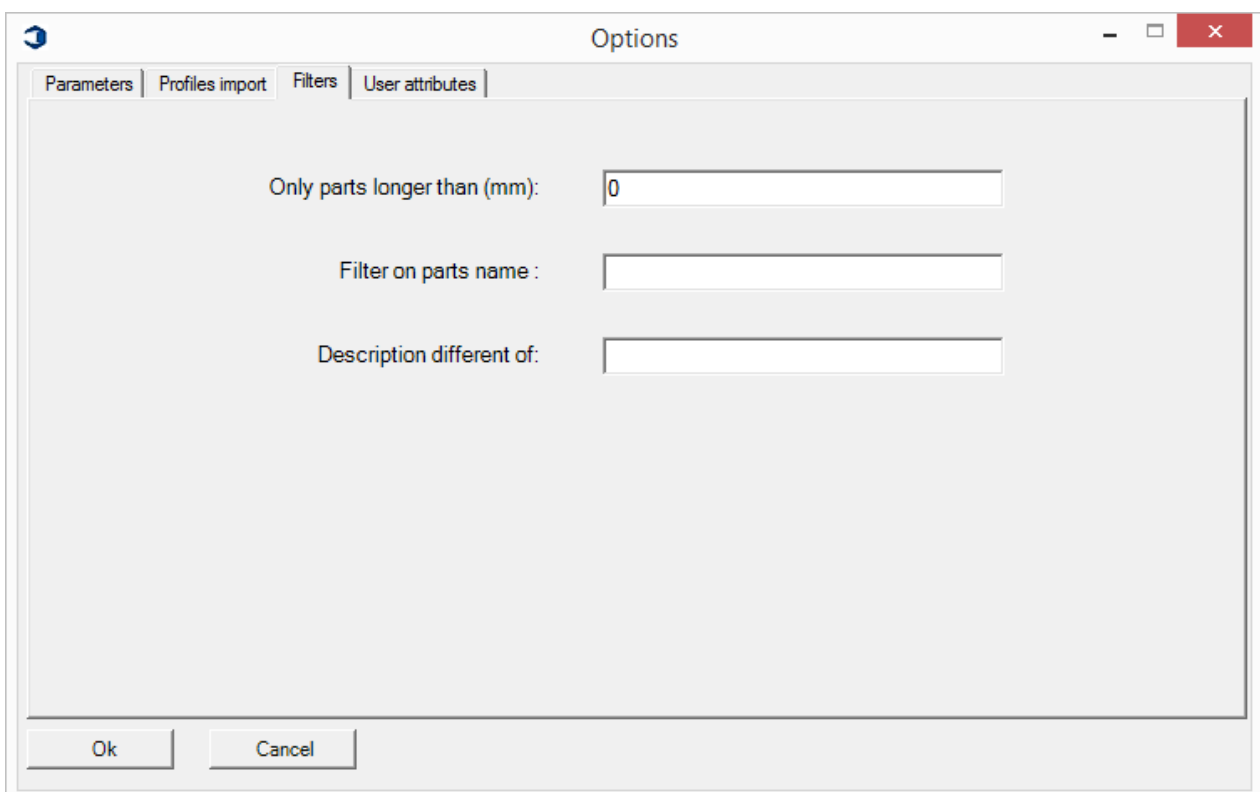 Options
Parameters Profiles import Filters User attributes
Only parts longer than (mm): 0
Filter on parts name :
Description different of:
Ok Cancel